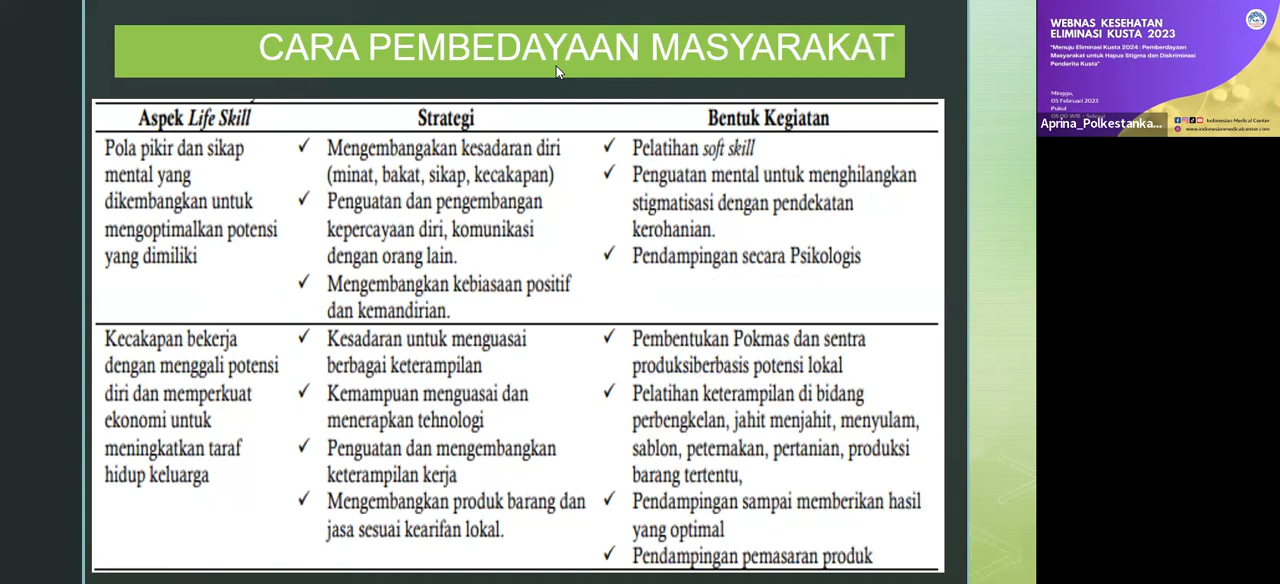 CARA PEMBEDAYAAN MASYARAKAT
Aspek Life Skill
Strategi
Bentuk Kegiatan
Pola pikir dan sikap
mental yang
dikembangkan untuk
mengoptimalkan potensi
yang dimiliki
✓ Mengembangakan kesadaran diri
(minat, bakat, sikap, kecakapan)
✓ Penguatan dan pengembangan
kepercayaan diri, komunikasi
dengan orang lain.
✓ Mengembangkan kebiasaan positif
dan kemandirian.
✓ Pelatihan soft skill
✓ Penguatan mental untuk menghilangkan
stigmatisasi dengan pendekatan
kerohanian.
✓ Pendampingan secara Psikologis
Kecakapan bekerja
dengan menggali potensi
diri dan memperkuat
ekonomi untuk
meningkatkan taraf
hidup keluarga
✓ Kesadaran untuk menguasai
berbagai keterampilan
✓ Kemampuan menguasai dan
menerapkan tehnologi
✓ Penguatan dan mengembangkan
keterampilan kerja
✓ Mengembangkan produk barang dan
jasa sesuai kearifan lokal.
✓ Pembentukan Pokmas dan sentra
produksiberbasis potensi lokal
✓ Pelatihan keterampilan di bidang
perbengkelan, jahit menjahit, menyulam,
sablon, peternakan, pertanian, produksi
barang tertentu,
✓ Pendampingan sampai memberikan hasil
yang optimal
✓ Pendampingan pemasaran produk
WEBNAS KESEHATAN
ELIMINASI KUSTA 2023
"Menuju Eliminasi Kusta 2024 : Pemberdayaan
Masyarakat untuk Hapus Stigma dan Diskriminasi
Penderita Kusta"
Minggu,
05 Februari 2023
Pukul
Aprina_Polkestanka...
Indonesian Medical Center
www.indonesianmedicalcenter.com